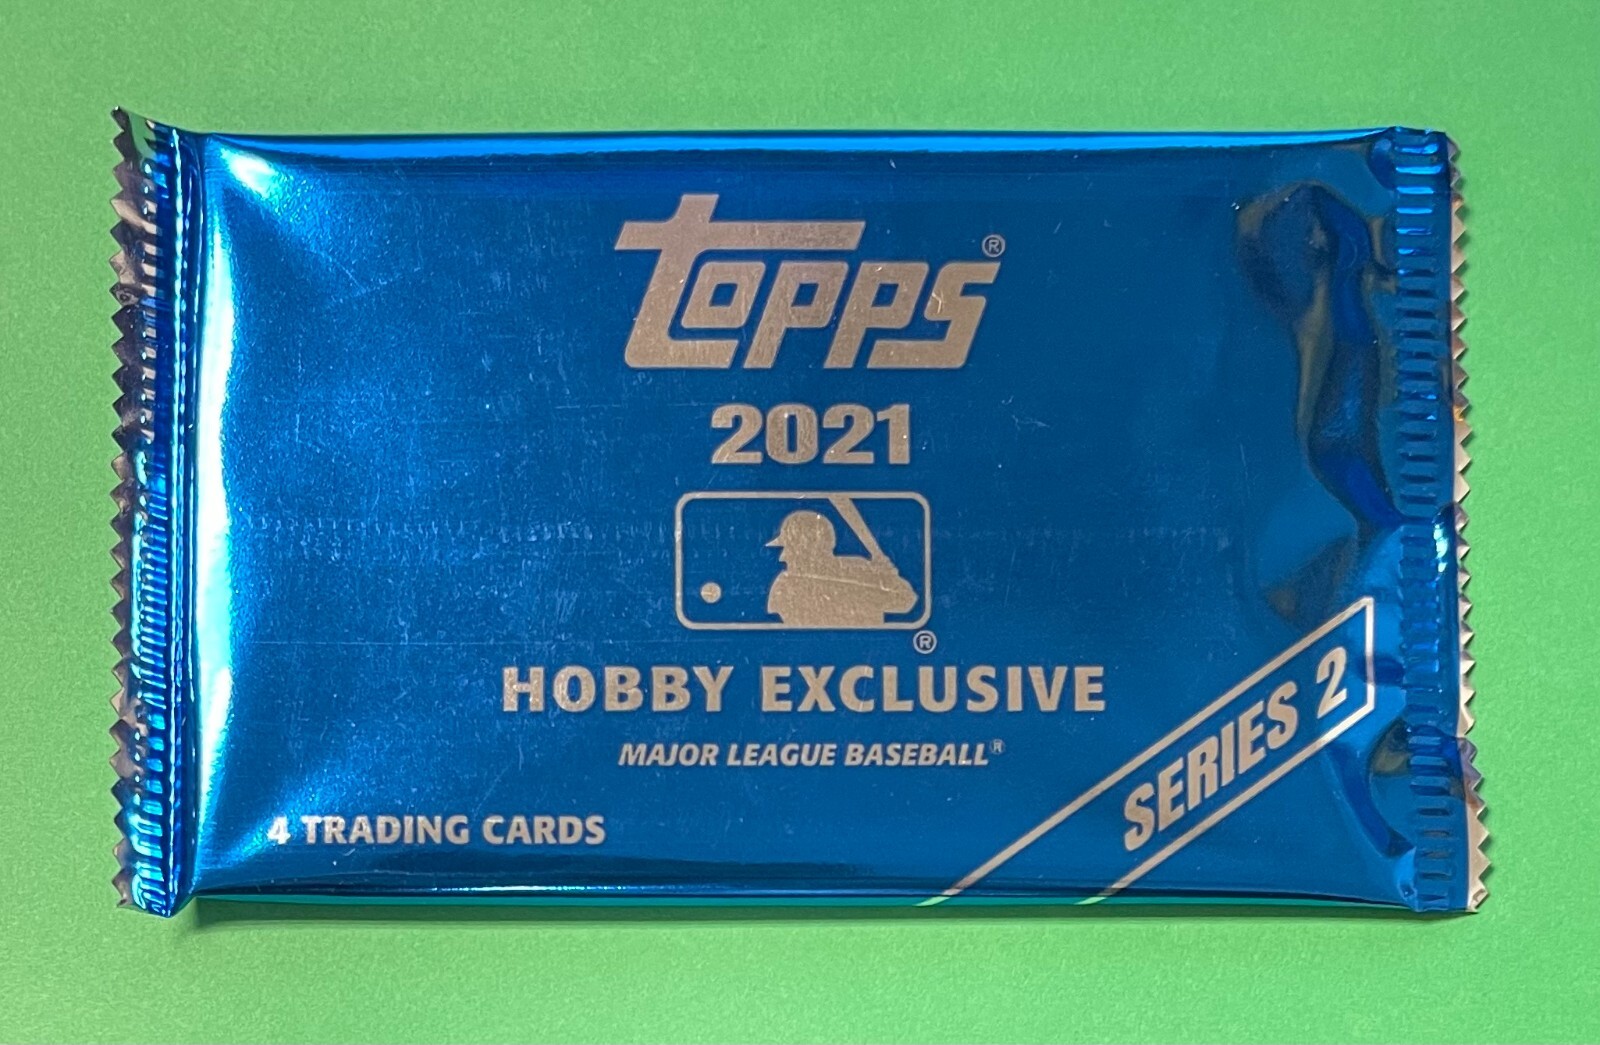 topps®
2021
®
HOBBY EXCLUSIVE
MAJOR LEAGUE BASEBALL®
4 TRADING CARDS
SERIES 2